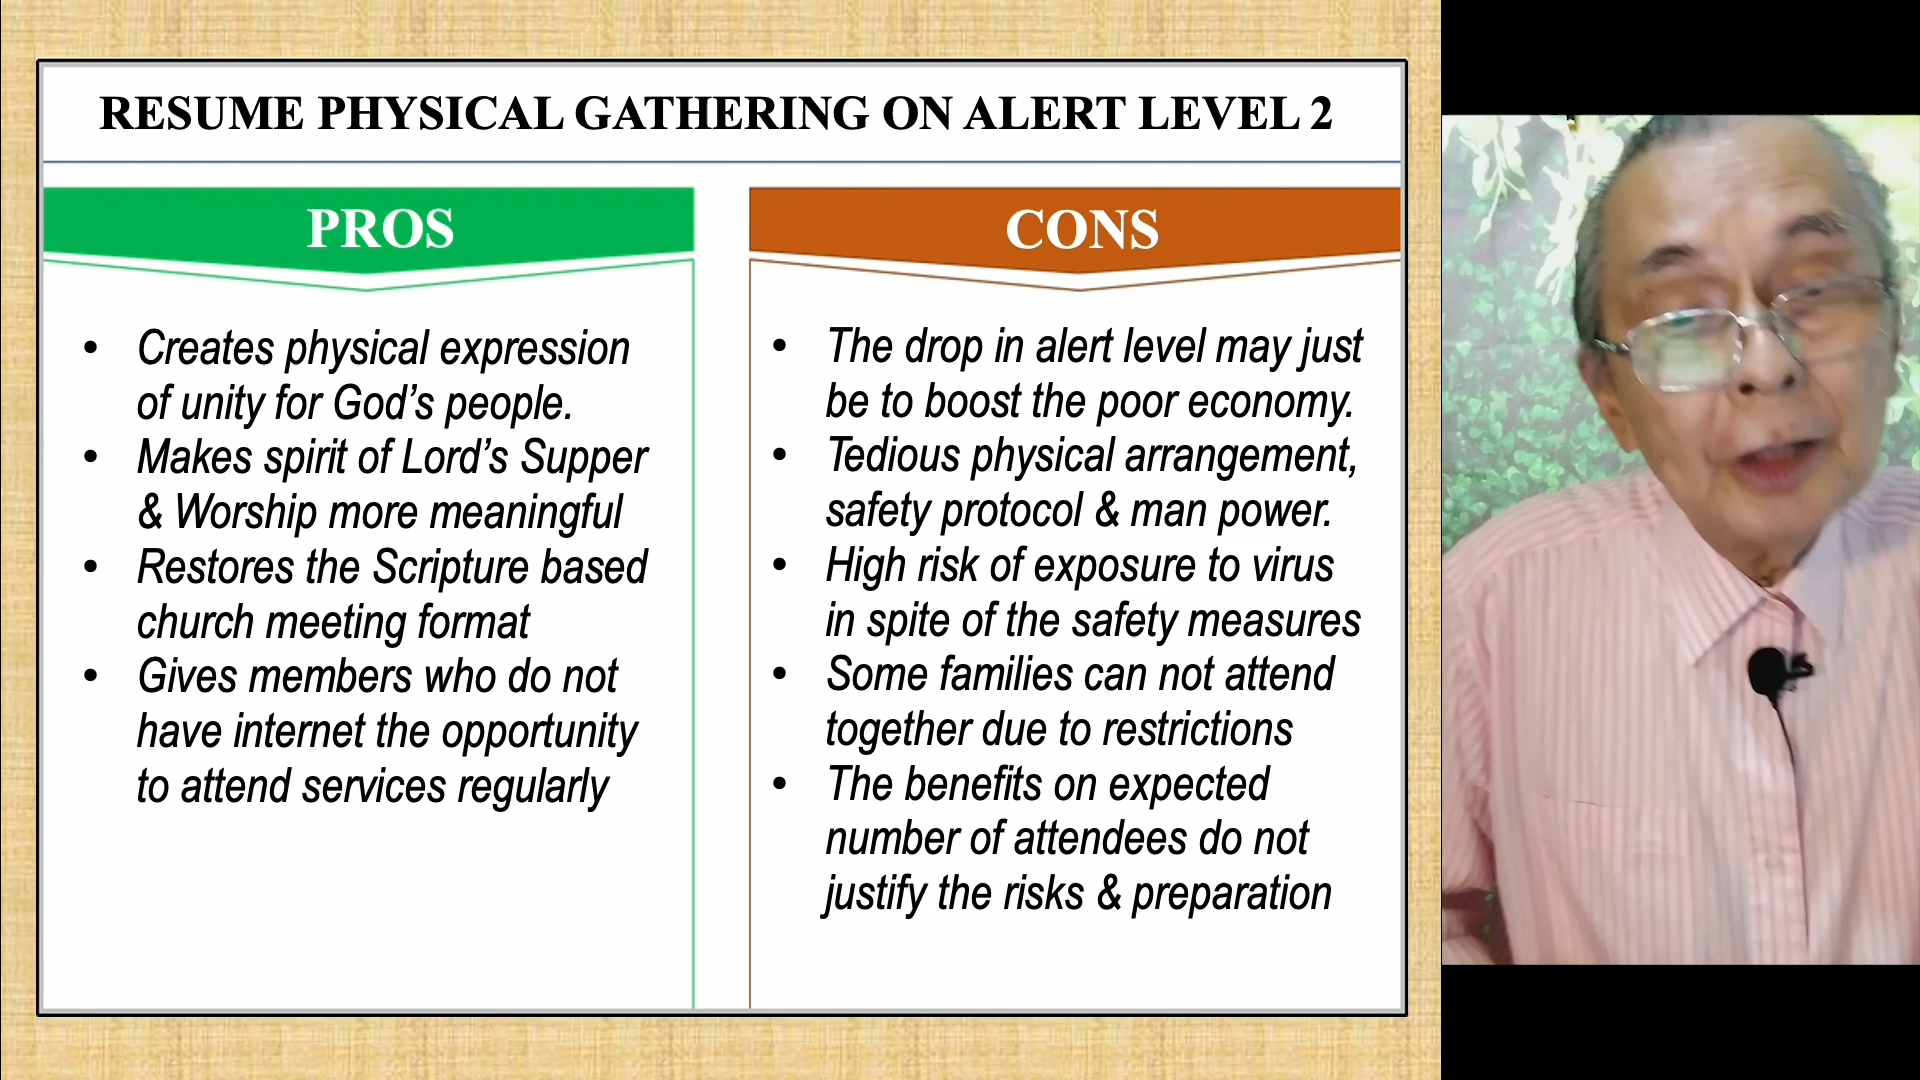 RESUME PHYSICAL GATHERING ON ALERT LEVEL 2
PROS
• Creates physical expression
of unity for God's people.
• Makes spirit of Lord's Supper
& Worship more meaningful
• Restores the Scripture based
church meeting format
• Gives members who do not
have internet the opportunity
to attend services regularly
CONS
• The drop in alert level may just
be to boost the poor economy.
• Tedious physical arrangement,
safety protocol & man power.
• High risk of exposure to virus
in spite of the safety measures
• Some families can not attend
together due to restrictions
• The benefits on expected
number of attendees do not
justify the risks & preparation